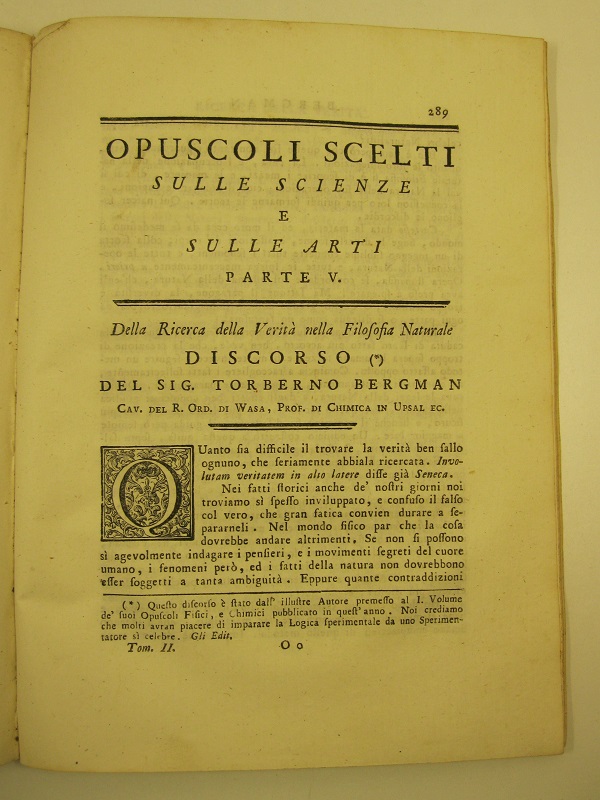 289
OPUSCOLI SCELTI
SULLE SCIENZE
E
SULLE ARTI
PARTE V.
Della Ricerca della Verità nella Filoſofia Naturale
DISCORSO (*)
DEL SIG. TORBERNO BERGMAN
CAV. DEL R. ORD. DI WASA, PROF. DI CHIMICA IN UPSAL EC.
QUanto ſia difficile il trovare la verità ben ſallo
ognuno, che ſeriamente abbiala ricercata. Invo-
lutam veritatem in alto latere diſſe già Seneca.
Nei fatti ſtorici anche de' noſtri giorni noi
troviamo sì ſpeſſo inviluppato, e confuſo il falſo
col vero, che gran fatica convien durare a ſe-
pararneli. Nel mondo fiſico par che la coſa
dovrebbe andare altrimenti. Se non ſi poſſono
sì agevolmente indagare i penſieri, e i movimenti ſegreti del cuore
umano, i fenomeni però, ed i fatti della natura non dovrebbono
eſſer ſoggetti a tanta ambiguità. Eppure quante contraddizioni
(*) Queſto diſcorſo è ſtato dall' illuſtre Autore premeſſo al I. Volume
de' ſuoi Opuſcoli Fiſici, e Chimici pubblicato in queſt' anno. Noi crediamo
che molti avran piacere di imparare la Logica ſperimentale da uno Sperimen-
tatore sì celebre. Gli Edit.
Tom. II. O o